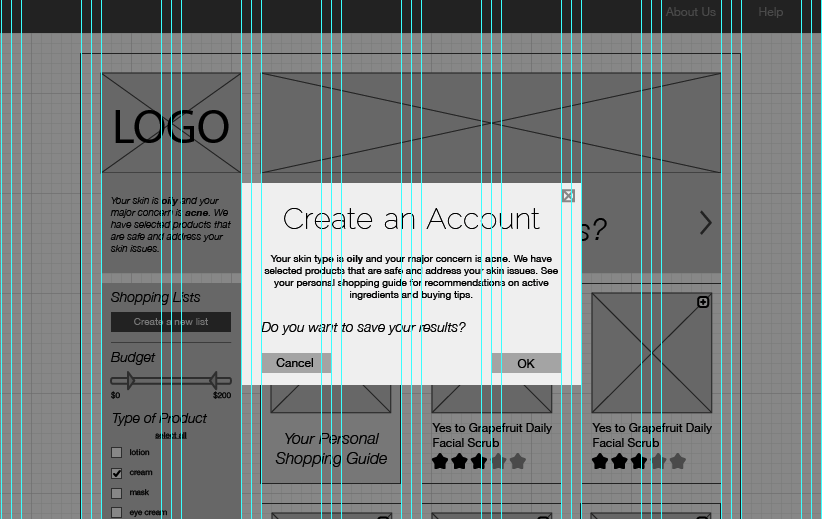 About Us Help
LOGO
Your skin is oily and your
major concern is acne. We
have selected products that
are safe and address your
skin issues.
s?
Create an Account
Your skin type is oily and your major concern is acne. We have
selected products that are safe and address your skin issues. See
your personal shopping guide for recommendations on active
ingredients and buying tips.
Do you want to save your results?
Cancel OK
Shopping Lists
Create a new list
Budget
$0 $200
Type of Product
select all
lotion
cream
mask
eye cream
Your Personal
Shopping Guide
Yes to Grapefruit Daily
Facial Scrub
Yes to Grapefruit Daily
Facial Scrub